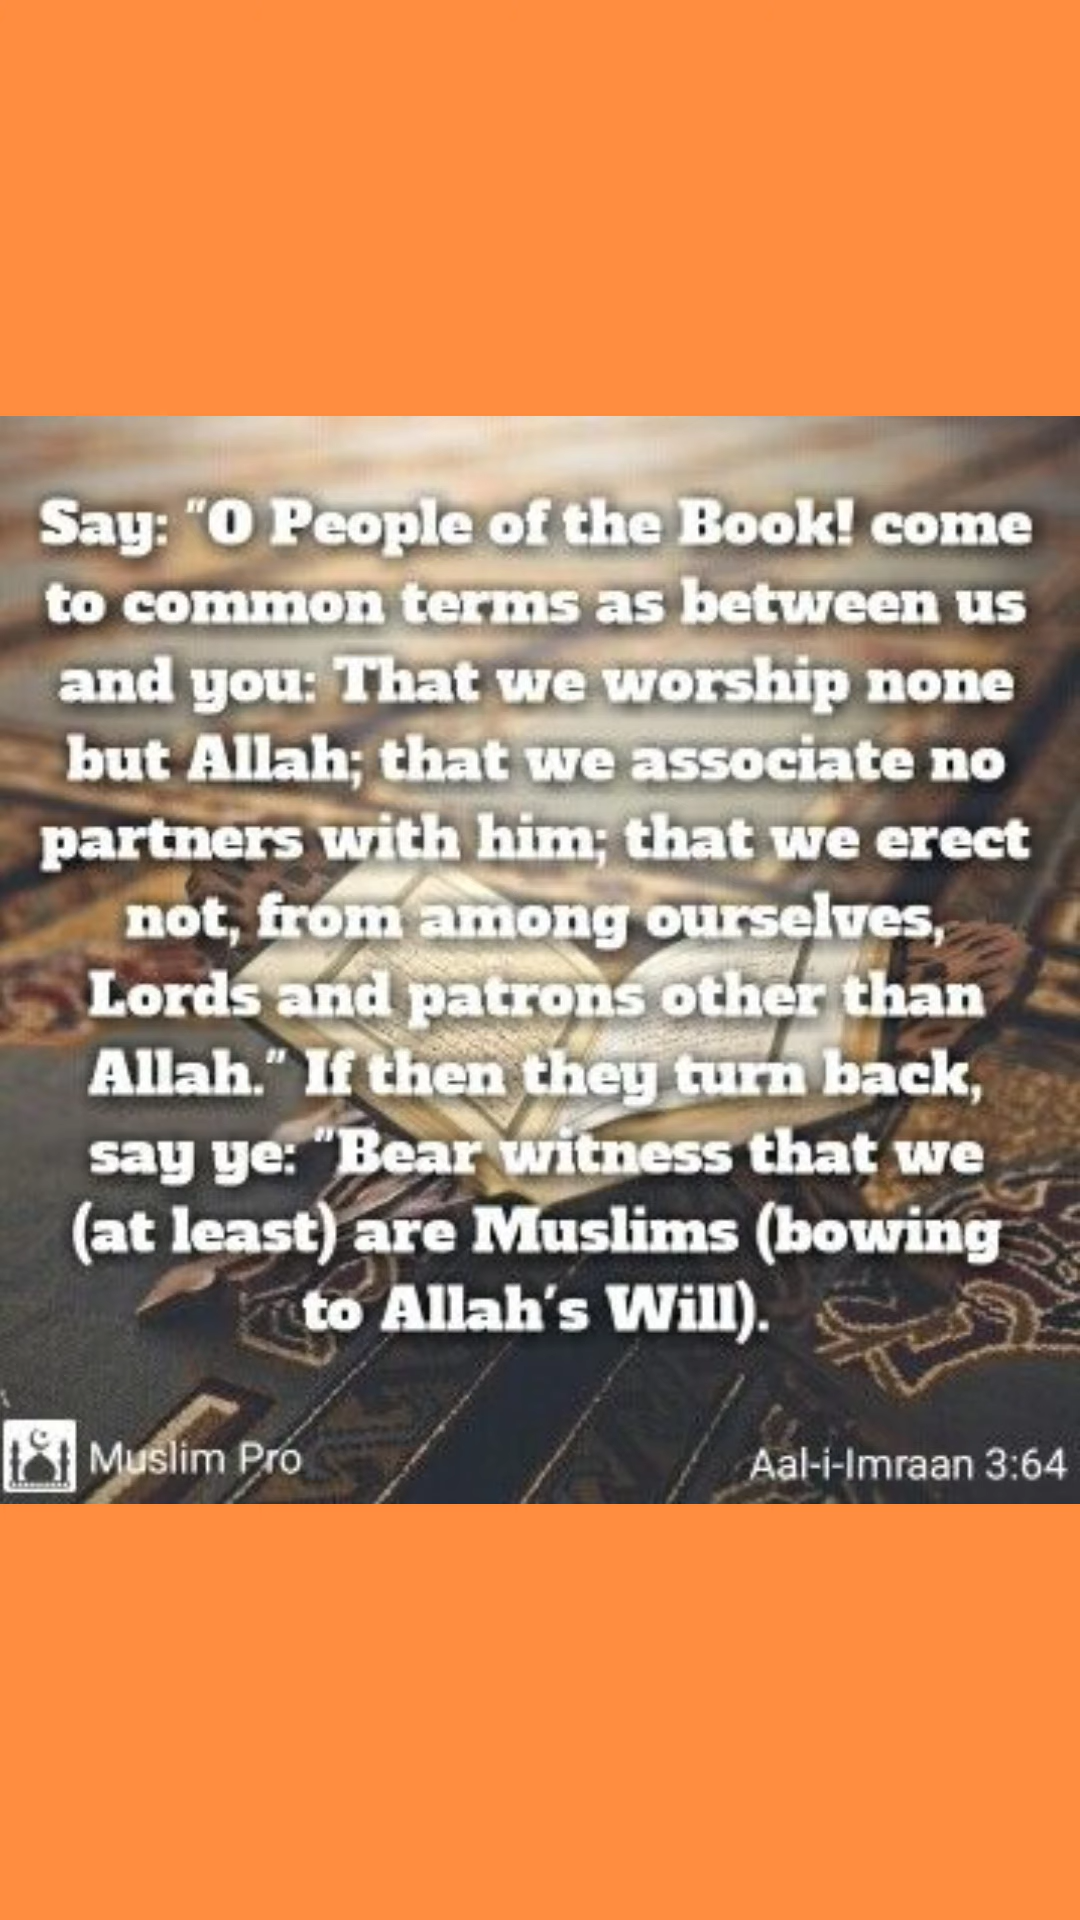 Say: "O People of the Book! come
to common terms as between us
and you: That we worship none
but Allah; that we associate no
partners with him; that we erect
not, from among ourselves,
Lords and patrons other than
Allah." If then they turn back,
say ye: "Bear witness that we
(at least) are Muslims (bowing
to Allah's Will).
Muslim Pro
Aal-i-Imraan 3:64